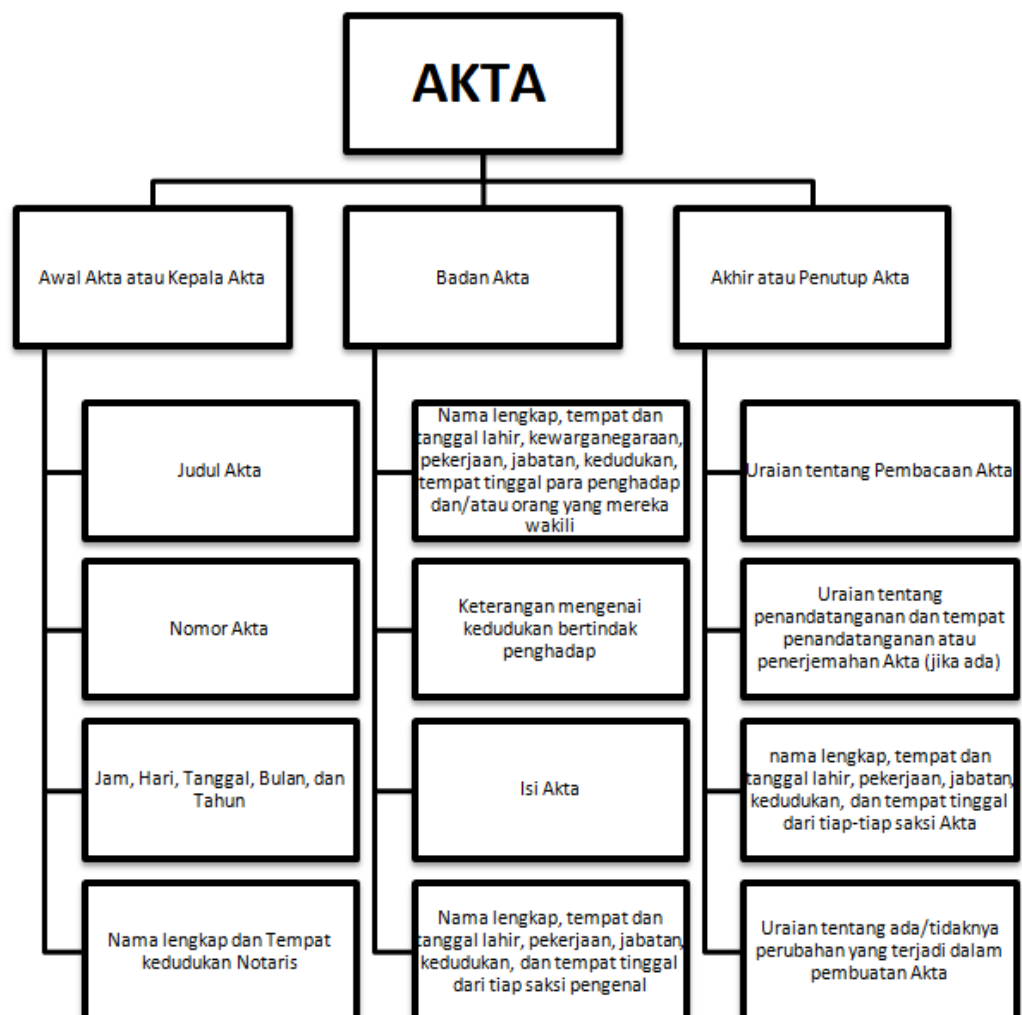 AKTA
Awal Akta atau Kepala Akta
Judul Akta
Nomor Akta
Jam, Hari, Tanggal, Bulan, dan
Tahun
Nama lengkap dan Tempat
kedudukan Notaris
Badan Akta
Nama lengkap, tempat dan
tanggal lahir, kewarganegaraan,
pekerjaan, jabatan, kedudukan,
tempat tinggal para penghadap
dan/atau orang yang mereka
wakili
Keterangan mengenai
kedudukan bertindak
penghadap
Isi Akta
Nama lengkap, tempat dan
tanggal lahir, pekerjaan, jabatan,
kedudukan, dan tempat tinggal
dari tiap saksi pengenal
Akhir atau Penutup Akta
Uraian tentang Pembacaan Akta
Uraian tentang
penandatanganan dan tempat
penandatanganan atau
penerjemahan Akta (jika ada)
nama lengkap, tempat dan
tanggal lahir, pekerjaan, jabatan,
kedudukan, dan tempat tinggal
dari tiap-tiap saksi Akta
Uraian tentang ada/tidaknya
perubahan yang terjadi dalam
pembuatan Akta